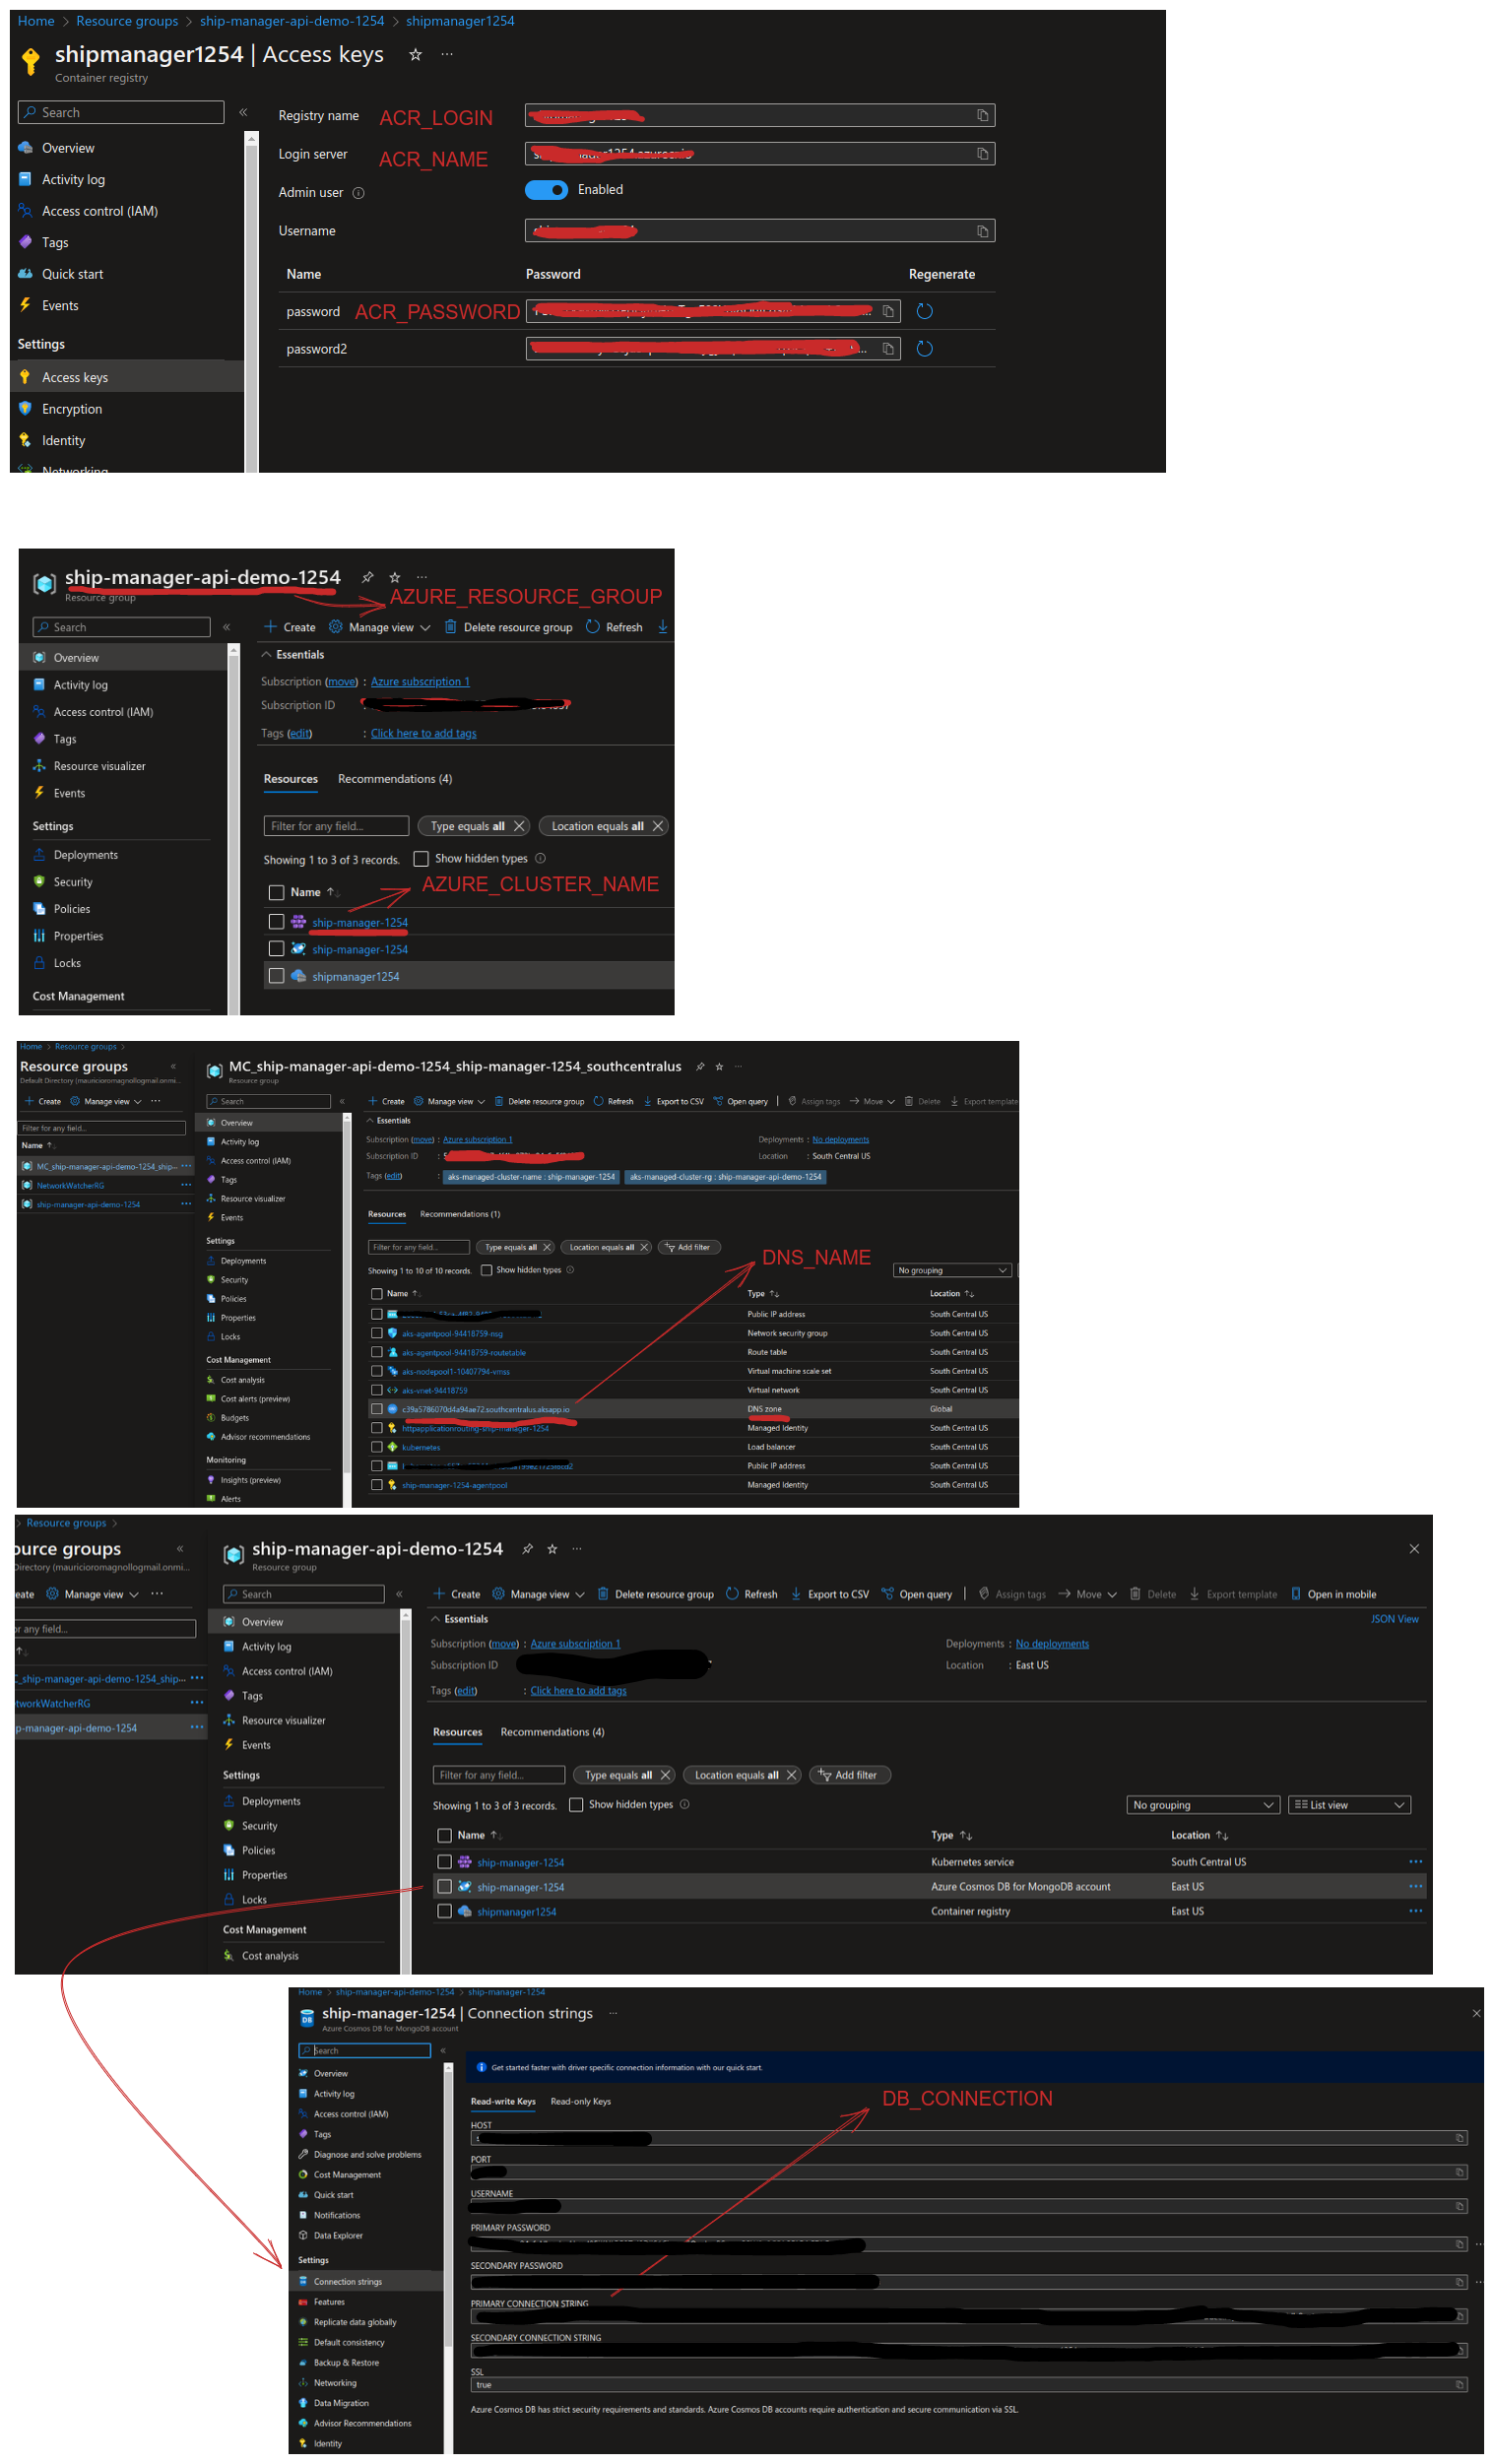 Home > Resource groups > ship-manager-api-demo-1254 > shipmanager1254
shipmanager1254 | Access keys
Container registry
Search
Overview
Activity log
Access control (IAM)
Tags
Quick start
Events
Settings
Access keys
Encryption
Identity
Networking
Registry name ACR_LOGIN
Login server ACR_NAME
Admin user Enabled
Username
Name Password Regenerate
password ACR_PASSWORD
password2
ship-manager-api-demo-1254
Resource group
AZURE_RESOURCE_GROUP
Search
Overview
Activity log
Access control (IAM)
Tags
Resource visualizer
Events
Settings
Deployments
Security
Policies
Properties
Locks
Cost Management
Create Manage view Delete resource group Refresh
Essentials
Subscription (move) : Azure subscription 1
Subscription ID
Tags (edit) : Click here to add tags
Resources Recommendations (4)
Filter for any field... Type equals all Location equals all
Showing 1 to 3 of 3 records. Show hidden types
Name AZURE_CLUSTER_NAME
ship-manager-1254
ship-manager-1254
shipmanager1254
Home > Resource groups >
Resource groups
Default Directory (mauricioromagnollogmail.onmi...
Create Manage view ...
Filter for any field...
Name
MC_ship-manager-api-demo-1254_ship-...
NetworkWatcherRG
ship-manager-api-demo-1254
MC_ship-manager-api-demo-1254_ship-manager-1254_southcentralus
Resource group
Search
Overview
Activity log
Access control (IAM)
Tags
Resource visualizer
Events
Settings
Deployments
Security
Policies
Properties
Locks
Cost Management
Cost analysis
Cost alerts (preview)
Budgets
Advisor recommendations
Monitoring
Insights (preview)
Alerts
Create Manage view Delete resource group Refresh Export to CSV Open query Assign tags Move Delete Export template
Essentials
Subscription (move) : Azure subscription 1 Deployments : No deployments
Subscription ID : Location : South Central US
Tags (edit) : aks-managed-cluster-name : ship-manager-1254 aks-managed-cluster-rg : ship-manager-api-demo-1254
Resources Recommendations (1)
Filter for any field... Type equals all Location equals all Add filter
DNS_NAME
Showing 1 to 10 of 10 records. Show hidden types No grouping
Name Type Location
Public IP address South Central US
aks-agentpool-94418759-nsg Network security group South Central US
aks-agentpool-94418759-routetable Route table South Central US
aks-nodepool1-10407794-vmss Virtual machine scale set South Central US
aks-vnet-94418759 Virtual network South Central US
c39a5786070d4a94ae72.southcentralus.aksapp.io DNS zone Global
httpapplicationrouting-ship-manager-1254 Managed Identity South Central US
kubernetes Load balancer South Central US
Public IP address South Central US
ship-manager-1254-agentpool Managed Identity South Central US
> Resource groups >
ource groups
Directory (mauricioromagnollogmail.onmi...
eate Manage view ...
or any field...
C_ship-manager-api-demo-1254_ship-...
tworkWatcherRG
p-manager-api-demo-1254
ship-manager-api-demo-1254
Resource group
Search
Overview
Activity log
Access control (IAM)
Tags
Resource visualizer
Events
Settings
Deployments
Security
Policies
Properties
Locks
Cost Management
Cost analysis
Create Manage view Delete resource group Refresh Export to CSV Open query Assign tags Move Delete Export template Open in mobile
Essentials JSON View
Subscription (move) : Azure subscription 1 Deployments : No deployments
Subscription ID Location : East US
Tags (edit) : Click here to add tags
Resources Recommendations (4)
Filter for any field... Type equals all Location equals all Add filter
Showing 1 to 3 of 3 records. Show hidden types No grouping List view
Name Type Location
ship-manager-1254 Kubernetes service South Central US
ship-manager-1254 Azure Cosmos DB for MongoDB account East US
shipmanager1254 Container registry East US
Home > ship-manager-api-demo-1254 > ship-manager-1254
ship-manager-1254 | Connection strings ...
Azure Cosmos DB for MongoDB account
Search
Overview
Activity log
Access control (IAM)
Tags
Diagnose and solve problems
Cost Management
Quick start
Notifications
Data Explorer
Settings
Connection strings
Features
Replicate data globally
Default consistency
Backup & Restore
Networking
Data Migration
Advisor Recommendations
Identity
Get started faster with driver specific connection information with our quick start.
Read-write Keys Read-only Keys
DB_CONNECTION
HOST
PORT
USERNAME
PRIMARY PASSWORD
SECONDARY PASSWORD
PRIMARY CONNECTION STRING
SECONDARY CONNECTION STRING
SSL
true
Azure Cosmos DB has strict security requirements and standards. Azure Cosmos DB accounts require authentication and secure communication via SSL.